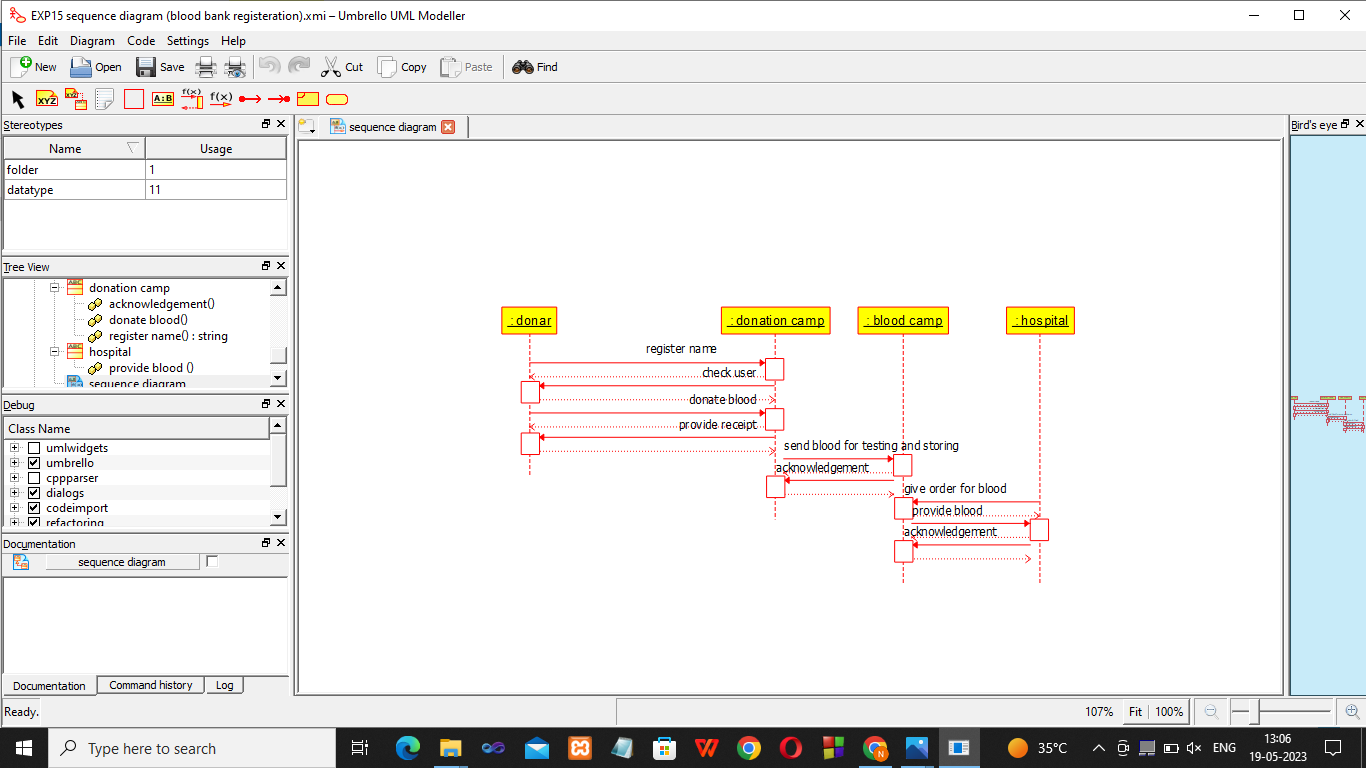 EXP15 sequence diagram (blood bank registeration).xmi – Umbrello UML Modeller
File Edit Diagram Code Settings Help
New Open Save Cut Copy Paste Find
XYZ XYZ A:B f(x) f(x)
Stereotypes
Name Usage
folder 1
datatype 11
Tree View
donation camp
acknowledgement()
donate blood()
register name() : string
hospital
provide blood ()
sequence diagram
Debug
Class Name
umlwidgets
umbrello
cppparser
dialogs
codeimport
refactoring
Documentation
sequence diagram
Documentation Command history Log
sequence diagram
: donar : donation camp : blood camp : hospital
register name
check user
donate blood
provide receipt
send blood for testing and storing
acknowledgement
give order for blood
provide blood
acknowledgement
Bird's eye
Ready.
107% Fit 100%
Type here to search
35°C
ENG
13:06
19-05-2023